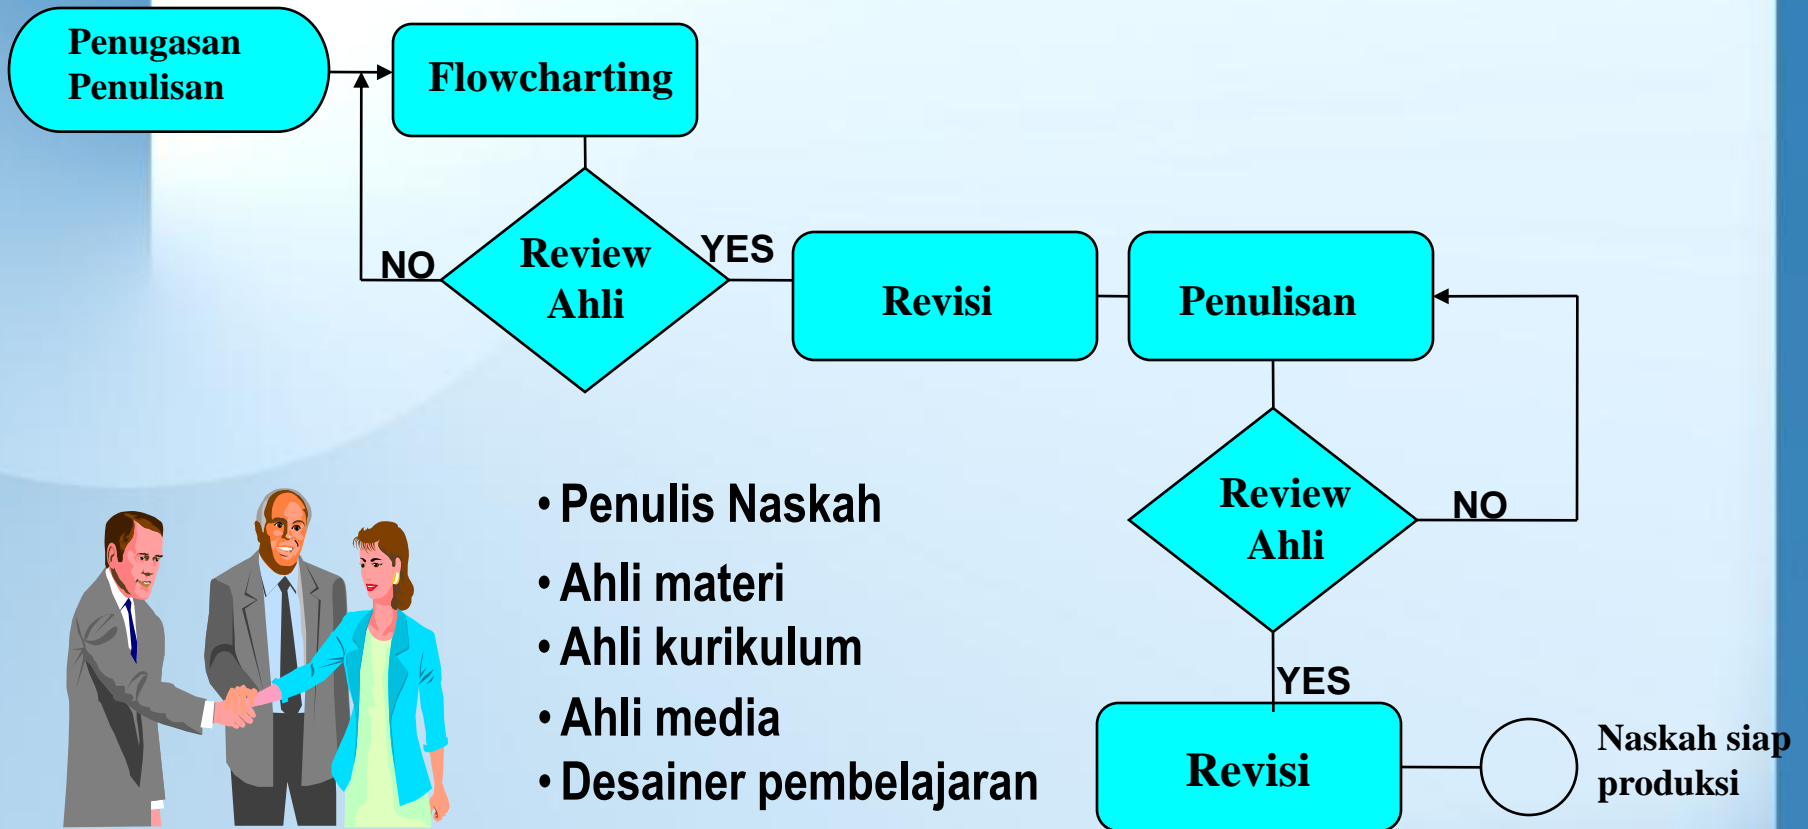 Penugasan
Penulisan
Flowcharting
Review
Ahli
NO
YES
Revisi
Penulisan
Review
Ahli
NO
YES
Revisi
Naskah siap
produksi
• Penulis Naskah
• Ahli materi
• Ahli kurikulum
• Ahli media
• Desainer pembelajaran